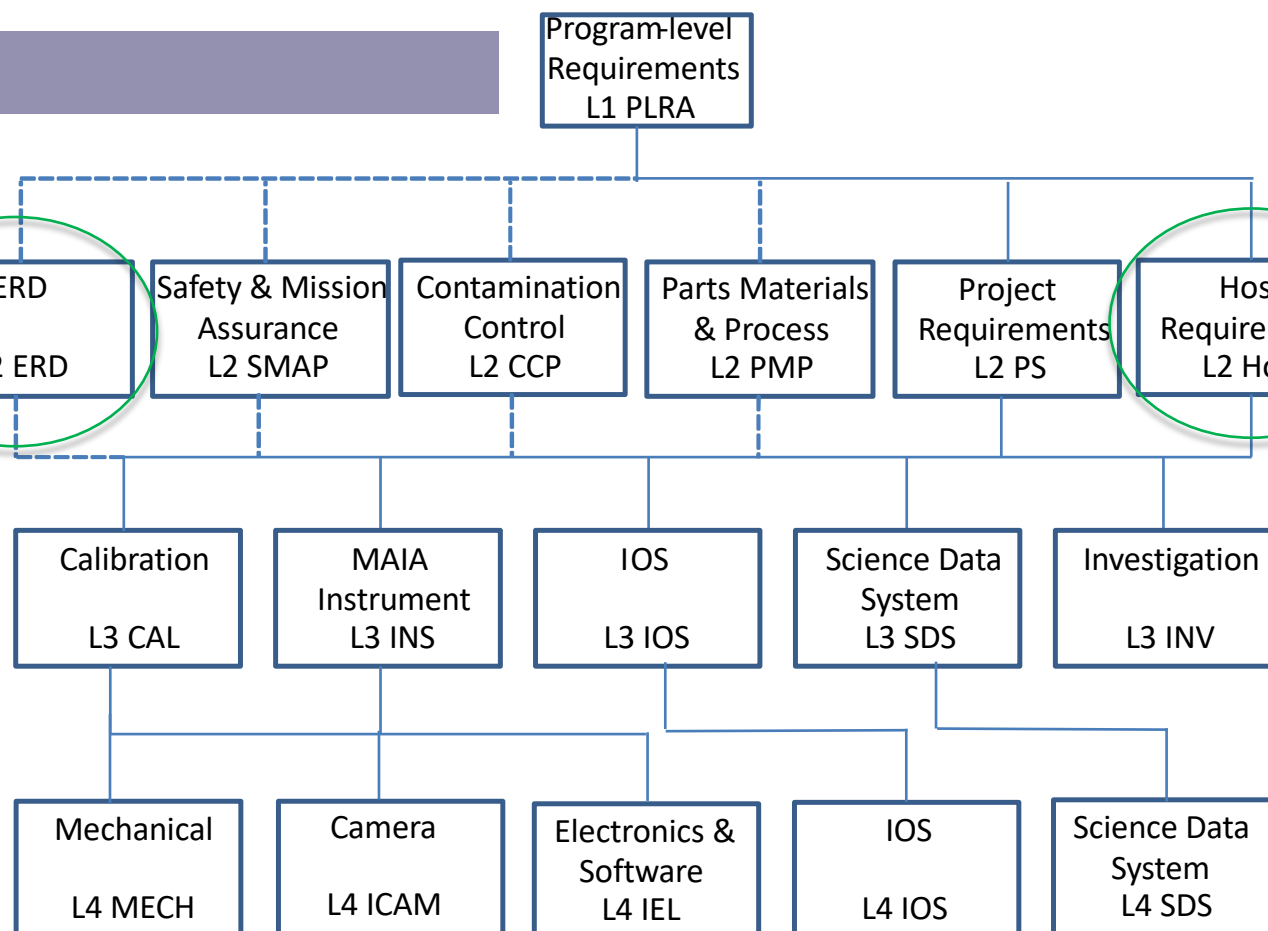 Program-level
Requirements
L1 PLRA
ERD
ERD
Safety & Mission
Assurance
L2 SMAP
Contamination
Control
L2 CCP
Parts Materials
& Process
L2 PMP
Project
Requirements
L2 PS
L2
Calibration
L3 CAL
MAIA
Instrument
L3 INS
IOS
L3 IOS
Science Data
System
L3 SDS
Investigation
L3 INV
Mechanical
L4 MECH
Camera
L4 ICAM
Electronics &
Software
L4 IEL
IOS
L4 IOS
Science Data
System
L4 SDS